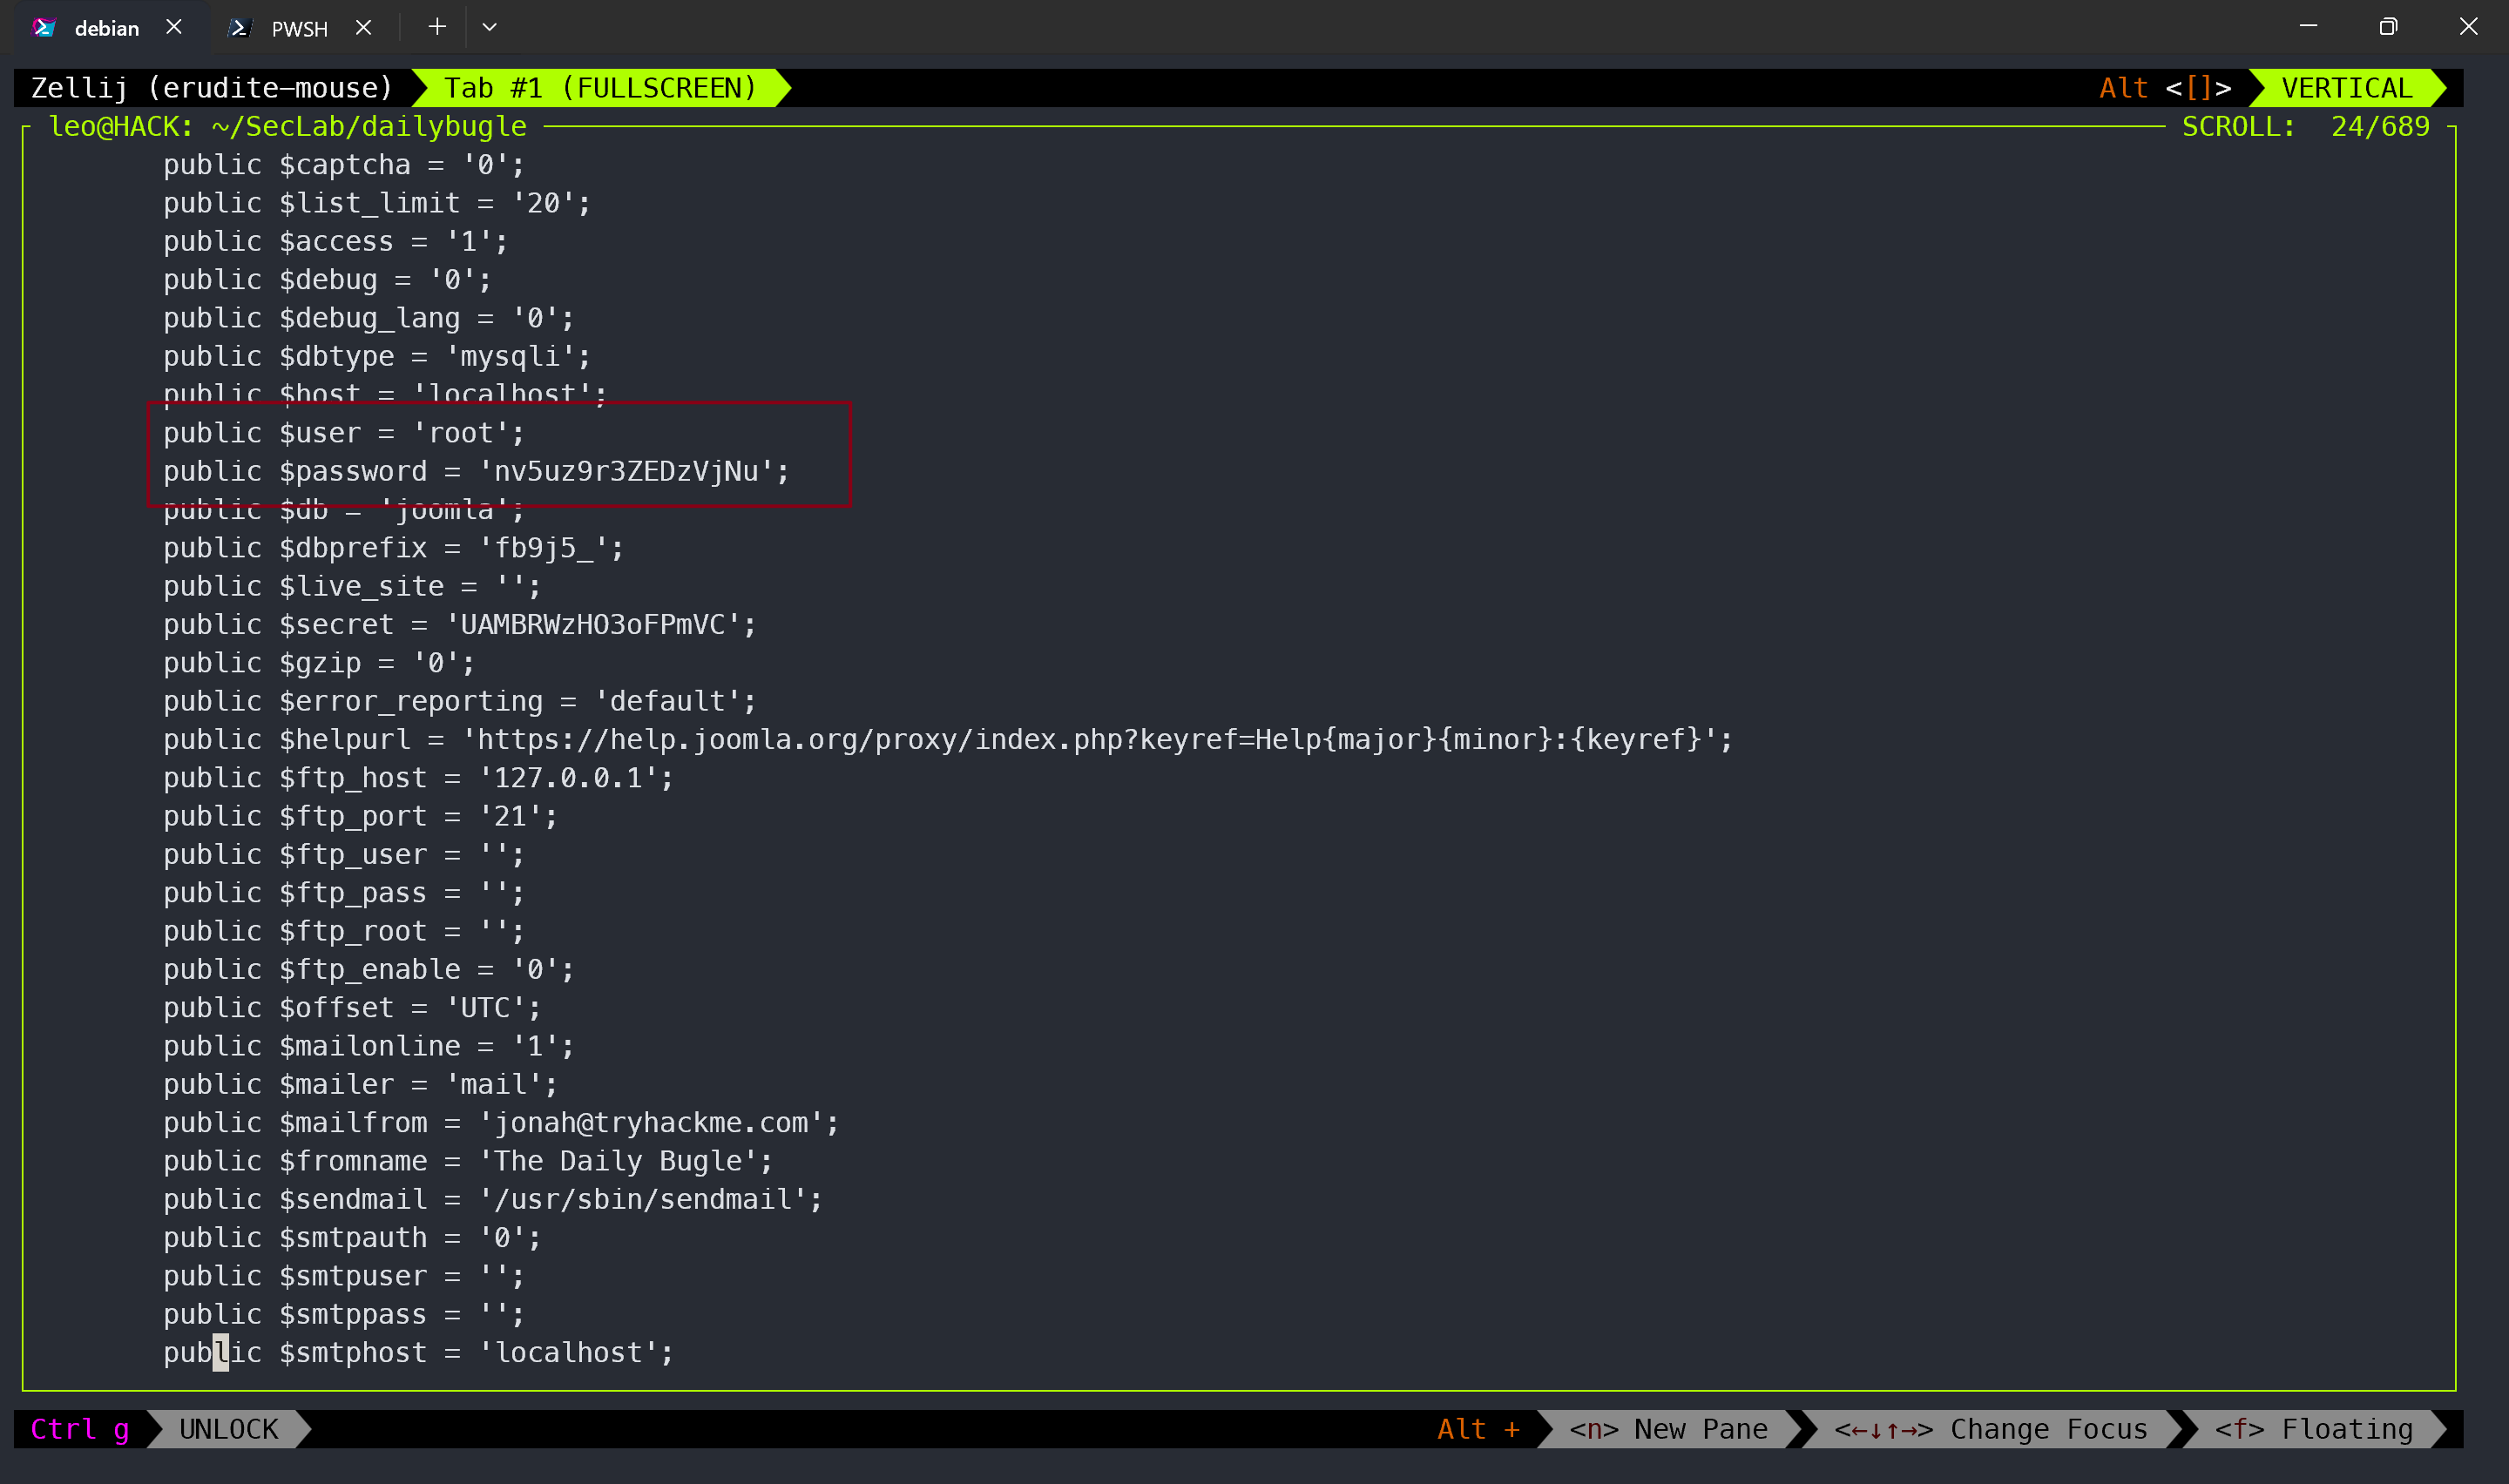 debian
PWSH
Zellij (erudite-mouse) Tab #1 (FULLSCREEN) Alt <[]> VERTICAL
leo@HACK: ~/SecLab/dailybugle SCROLL: 24/689
public $captcha = '0';
public $list_limit = '20';
public $access = '1';
public $debug = '0';
public $debug_lang = '0';
public $dbtype = 'mysqli';
public $host = 'localhost';
public $user = 'root';
public $password = 'nv5uz9r3ZEDzVjNu';
public $db = 'joomla';
public $dbprefix = 'fb9j5_';
public $live_site = '';
public $secret = 'UAMBRWzHO3oFPmVC';
public $gzip = '0';
public $error_reporting = 'default';
public $helpurl = 'https://help.joomla.org/proxy/index.php?keyref=Help{major}{minor}:{keyref}';
public $ftp_host = '127.0.0.1';
public $ftp_port = '21';
public $ftp_user = '';
public $ftp_pass = '';
public $ftp_root = '';
public $ftp_enable = '0';
public $offset = 'UTC';
public $mailonline = '1';
public $mailer = 'mail';
public $mailfrom = 'jonah@tryhackme.com';
public $fromname = 'The Daily Bugle';
public $sendmail = '/usr/sbin/sendmail';
public $smtpauth = '0';
public $smtpuser = '';
public $smtppass = '';
public $smtphost = 'localhost';
Ctrl g UNLOCK Alt + <n> New Pane <←↓↑→> Change Focus <f> Floating